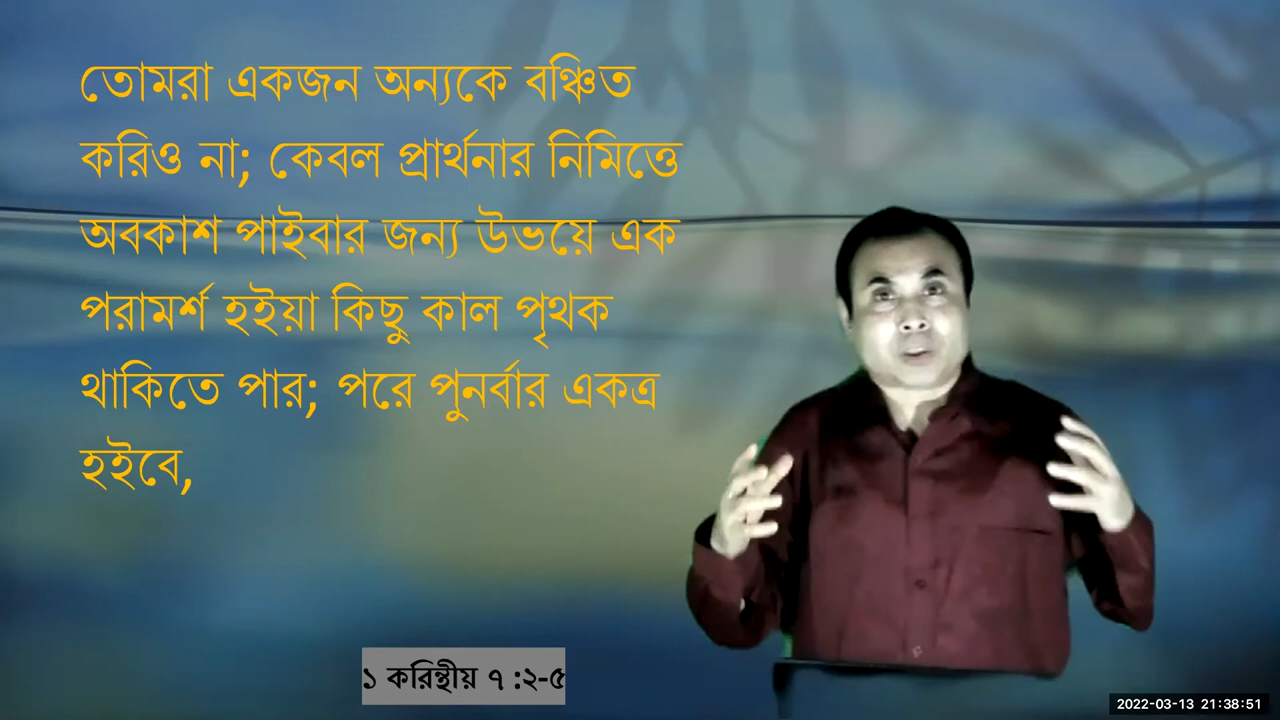 তোমরা একজন অন্যকে বঞ্চিত
করিও না; কেবল প্রার্থনার নিমিত্তে
অবকাশ পাইবার জন্য উভয়ে এক
পরামর্শ হইয়া কিছু কাল পৃথক
থাকিতে পার; পরে পুনর্বার একত্র
হইবে,
১ করিন্থীয় ৭ :২-৫
2022-03-13 21:38:51